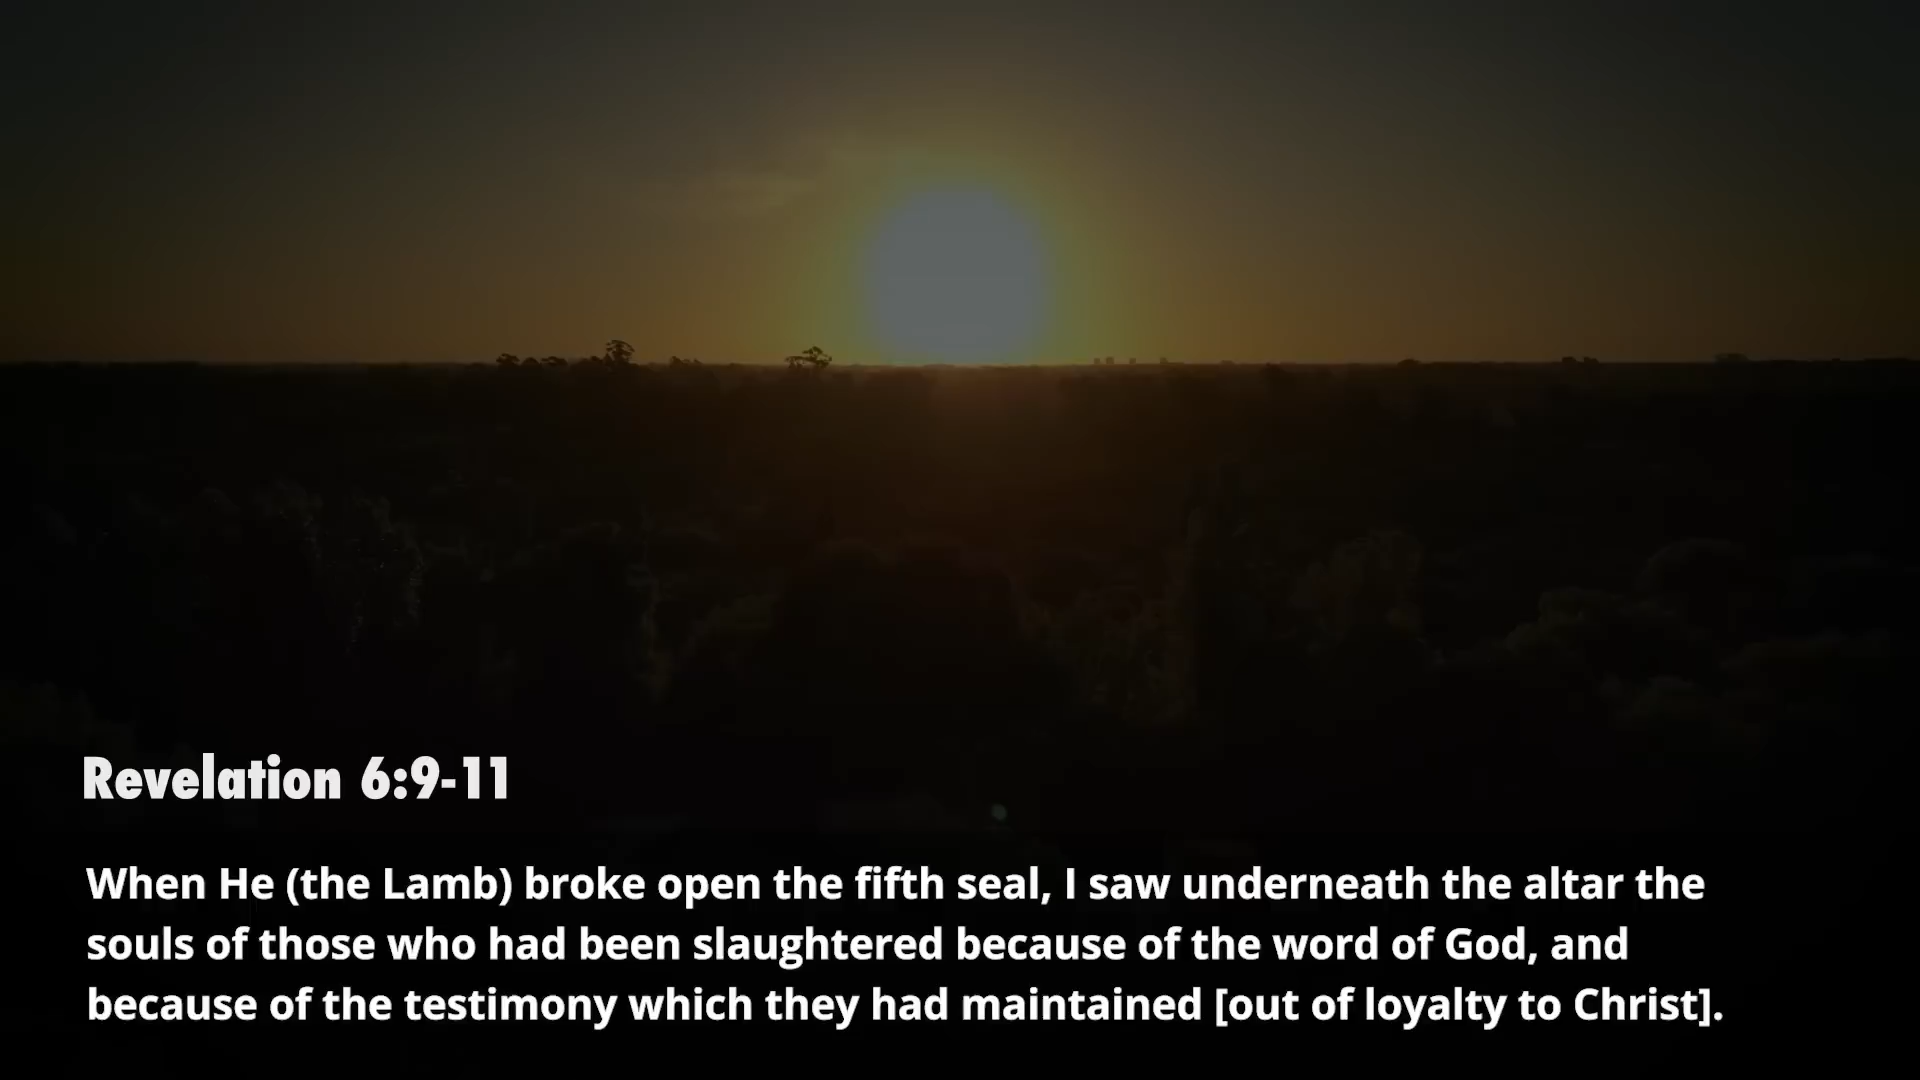 Revelation 6:9-11
When He (the Lamb) broke open the fifth seal, I saw underneath the altar the
souls of those who had been slaughtered because of the word of God, and
because of the testimony which they had maintained [out of loyalty to Christ].